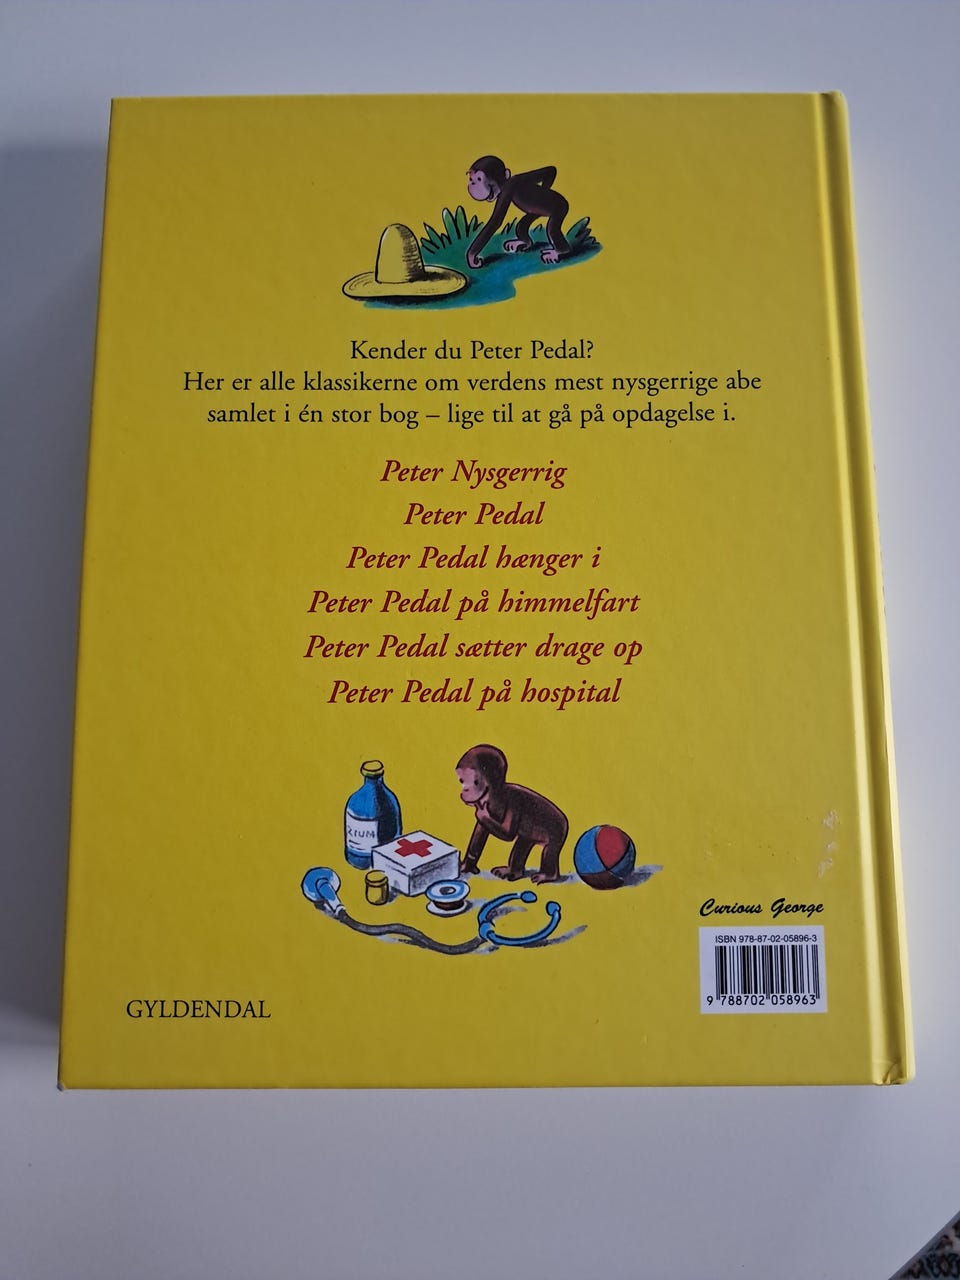 Kender du Peter Pedal?
Her er alle klassikerne om verdens mest nysgerrige abe
samlet i én stor bog – lige til at gå på opdagelse i.
Peter Nysgerrig
Peter Pedal
Peter Pedal hænger i
Peter Pedal på himmelfart
Peter Pedal sætter drage op
Peter Pedal på hospital
RIUM
Curious George
ISBN 978-87-02-05896-3
9 788702 058963
GYLDENDAL